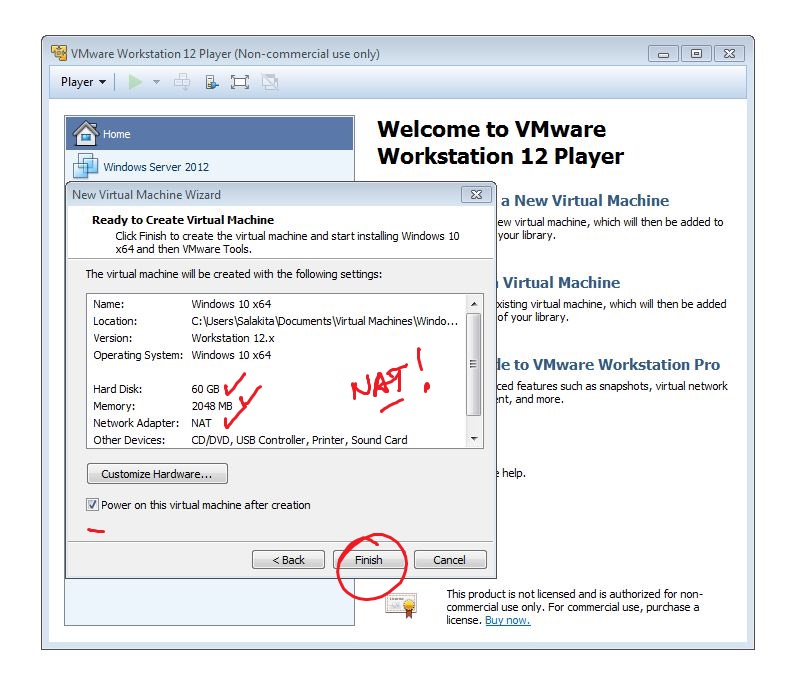 VMware Workstation 12 Player (Non-commercial use only)
Player
Home
Windows Server 2012
Welcome to VMware
Workstation 12 Player
New Virtual Machine Wizard
Ready to Create Virtual Machine
Click Finish to create the virtual machine and start installing Windows 10
x64 and then VMware Tools.
The virtual machine will be created with the following settings:
Name: Windows 10 x64
Location: C:\Users\Salakita\Documents\Virtual Machines\Windo...
Version: Workstation 12.x
Operating System: Windows 10 x64
Hard Disk: 60 GB
Memory: 2048 MB
Network Adapter: NAT
Other Devices: CD/DVD, USB Controller, Printer, Sound Card
NAT!
Customize Hardware...
Power on this virtual machine after creation
< Back Finish Cancel
a New Virtual Machine
ew virtual machine, which will then be added to
your library.
Virtual Machine
xisting virtual machine, which will then be added
of your library.
de to VMware Workstation Pro
ced features such as snapshots, virtual network
nt, and more.
help.
This product is not licensed and is authorized for non-
commercial use only. For commercial use, purchase a
license. Buy now.